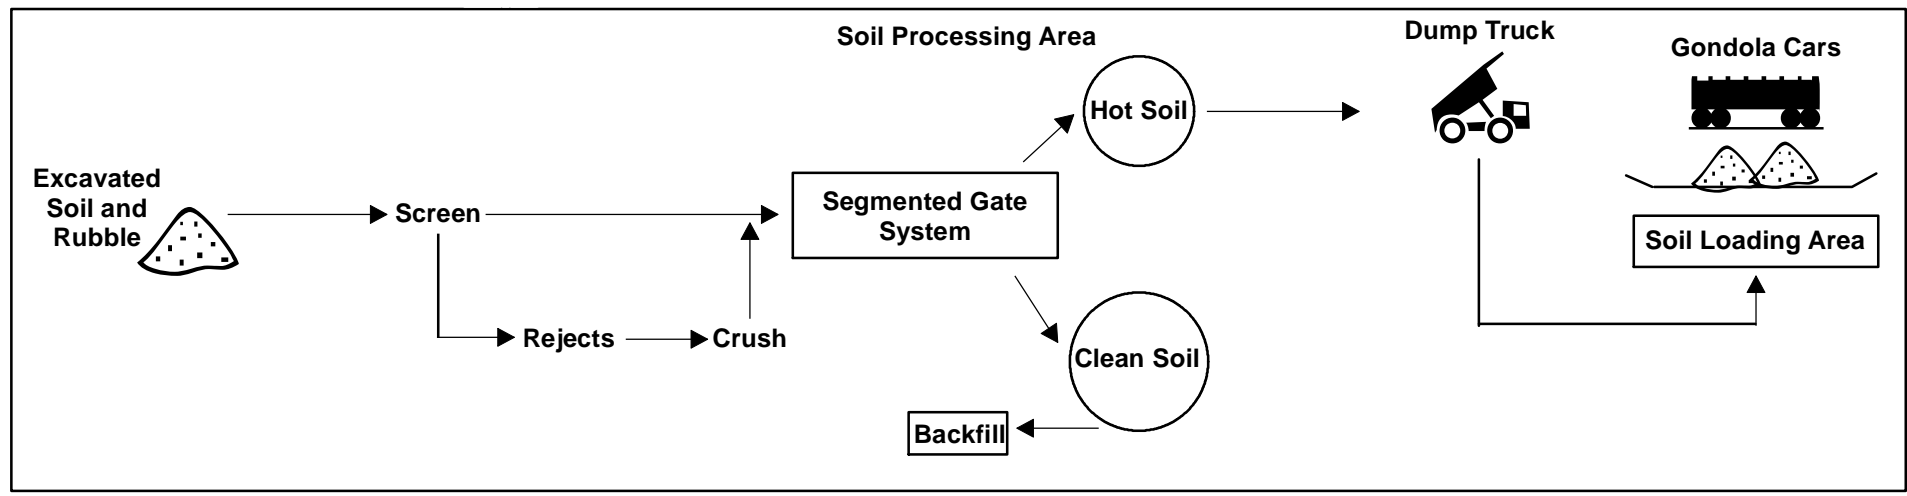 Soil Processing Area
Dump Truck
Gondola Cars
Hot Soil
Excavated
Soil and
Rubble
Screen
Segmented Gate
System
Soil Loading Area
Rejects
Crush
Clean Soil
Backfill